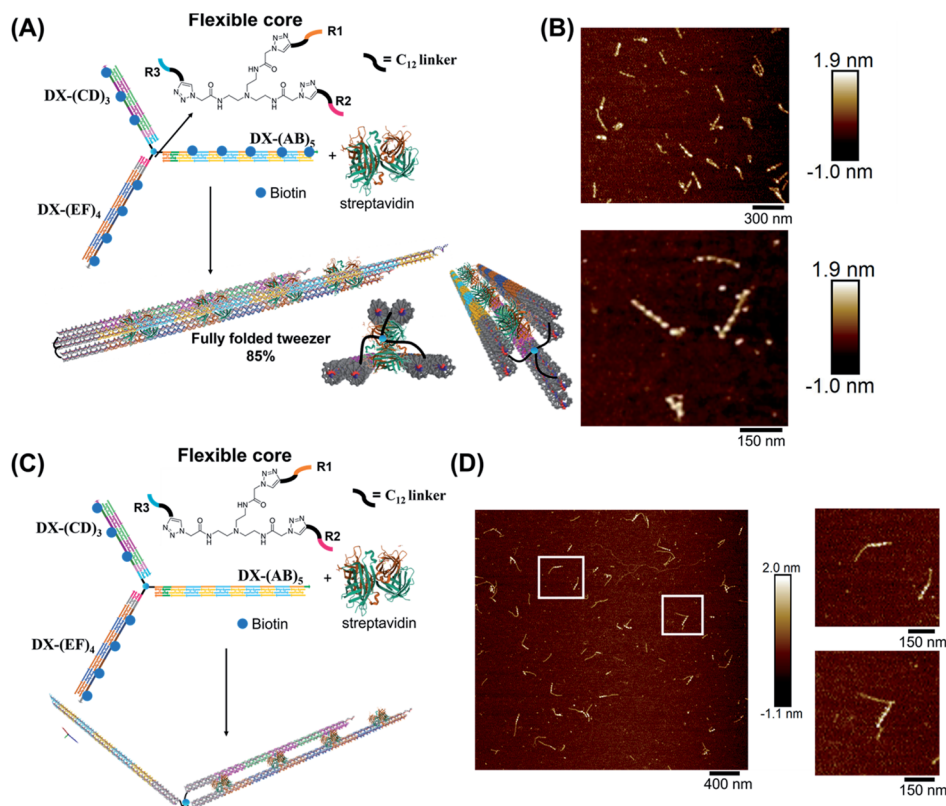 (A)
Flexible core
R1
R3
R2
= C₁₂ linker
N=N
N
O
NH
N
N
N
O
N
H
N
H
N
O
N
N
N
DX-(CD)₃
DX-(AB)₅
+
Biotin
streptavidin
DX-(EF)₄
Fully folded tweezer
85%
(B)
1.9 nm
-1.0 nm
300 nm
1.9 nm
-1.0 nm
150 nm
(C)
Flexible core
R1
R3
R2
= C₁₂ linker
N=N
N
O
NH
N
N
N
O
N
H
N
H
N
O
N
N
N
DX-(CD)₃
DX-(AB)₅
+
Biotin
streptavidin
DX-(EF)₄
(D)
2.0 nm
-1.1 nm
400 nm
150 nm
150 nm